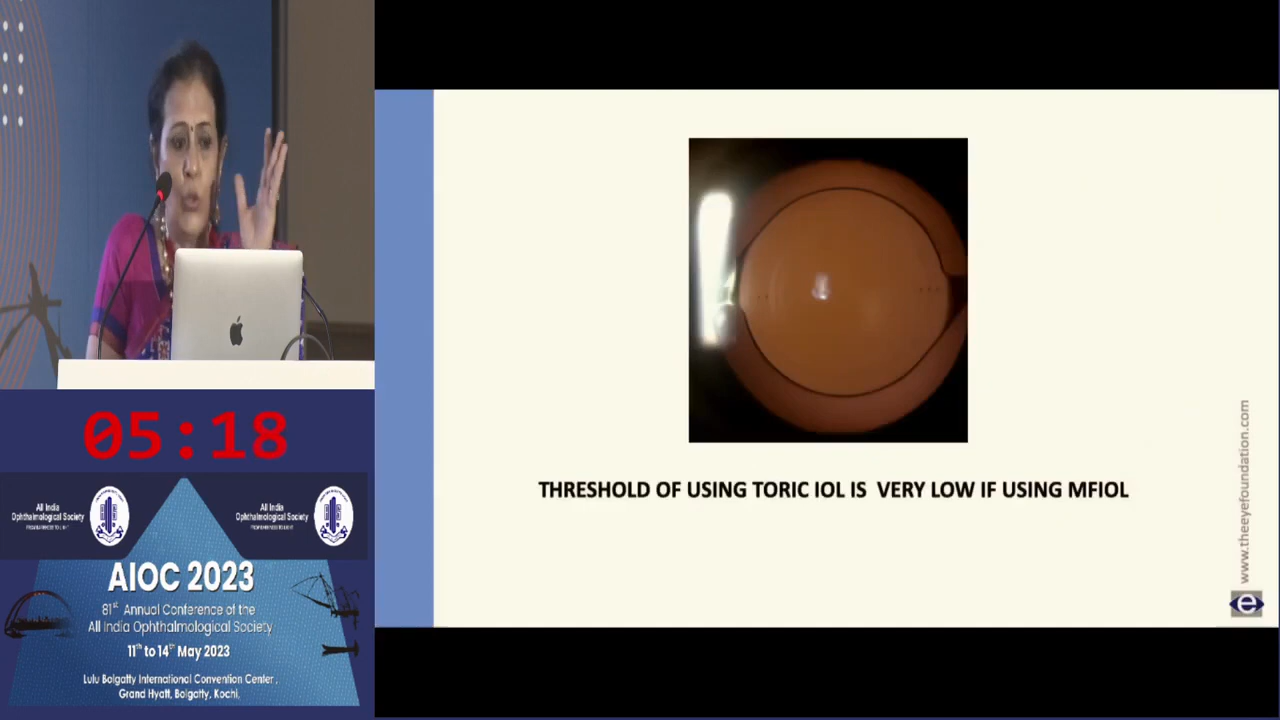 THRESHOLD OF USING TORIC IOL IS VERY LOW IF USING MFIOL
www.theeyefoundation.com
e
05:18
All India
Ophthalmological Society
All India
Ophthalmological Society
AIOC 2023
81st Annual Conference of the
All India Ophthalmological Society
11th to 14th May 2023
Lulu Bolgatty International Convention Center,
Grand Hyatt, Bolgatty, Kochi,